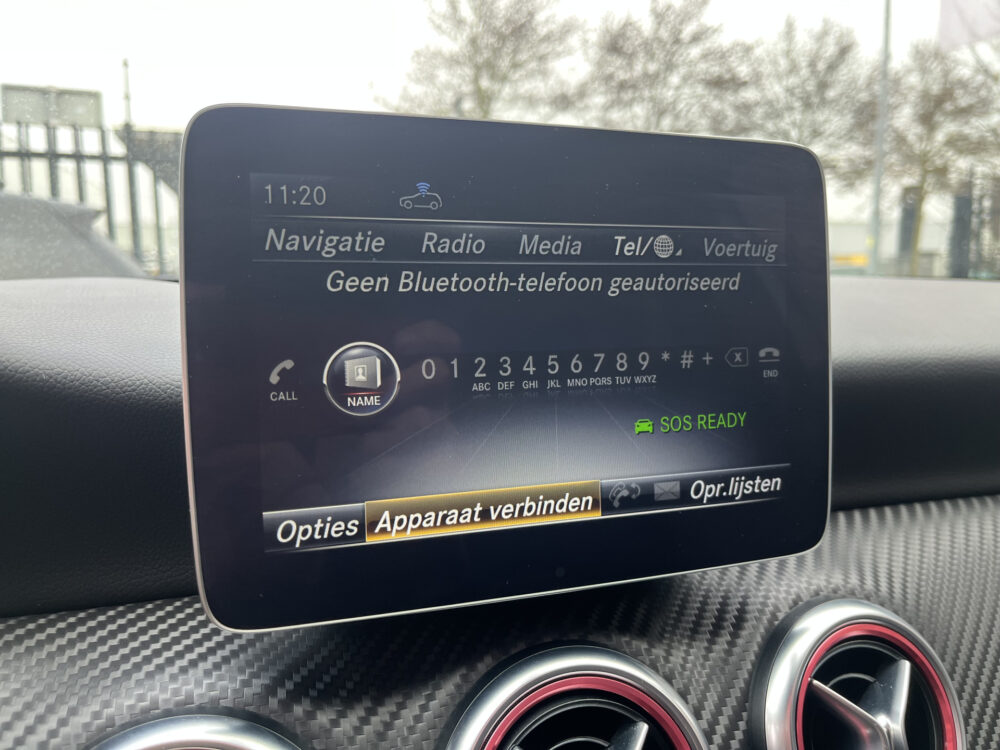 11:20
Navigatie Radio Media Tel/ Voertuig
Geen Bluetooth-telefoon geautoriseerd
CALL NAME 0 1 2 3 4 5 6 7 8 9 * # + X END
ABC DEF GHI JKL MNO PQRS TUV WXYZ
SOS READY
Opties Apparaat verbinden Opr.lijsten